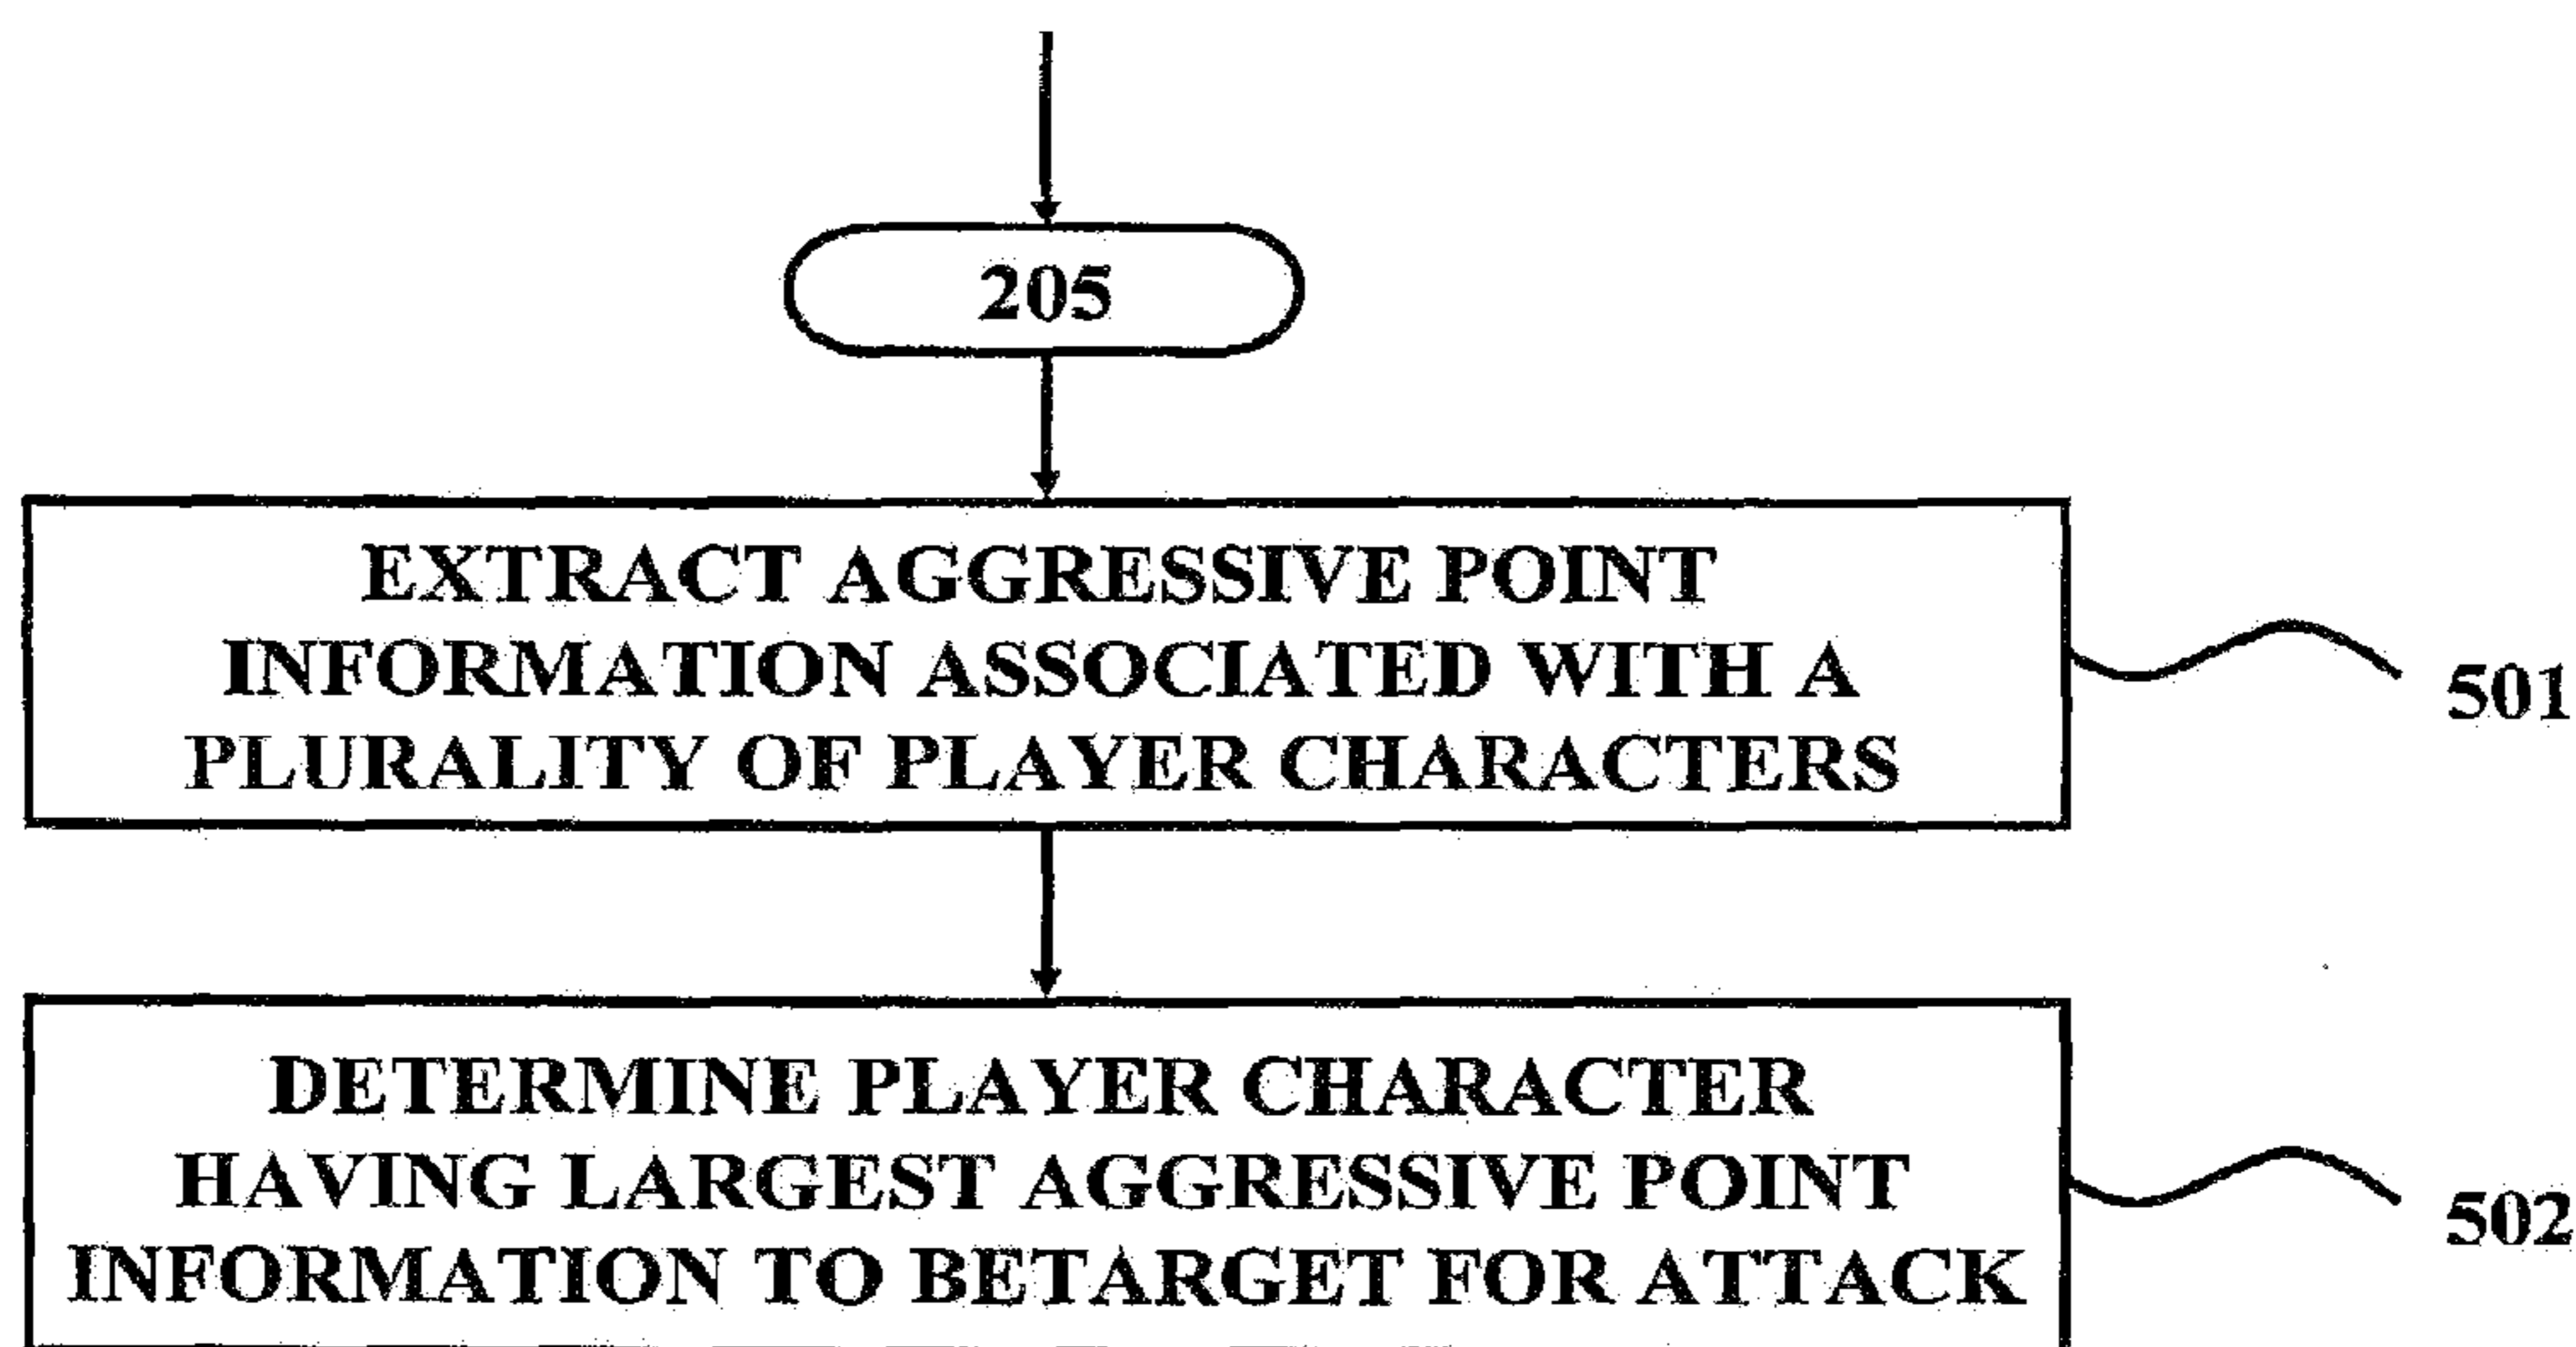 205
EXTRACT AGGRESSIVE POINT
INFORMATION ASSOCIATED WITH A
PLURALITY OF PLAYER CHARACTERS
501
DETERMINE PLAYER CHARACTER
HAVING LARGEST AGGRESSIVE POINT
INFORMATION TO BETARGET FOR ATTACK
502